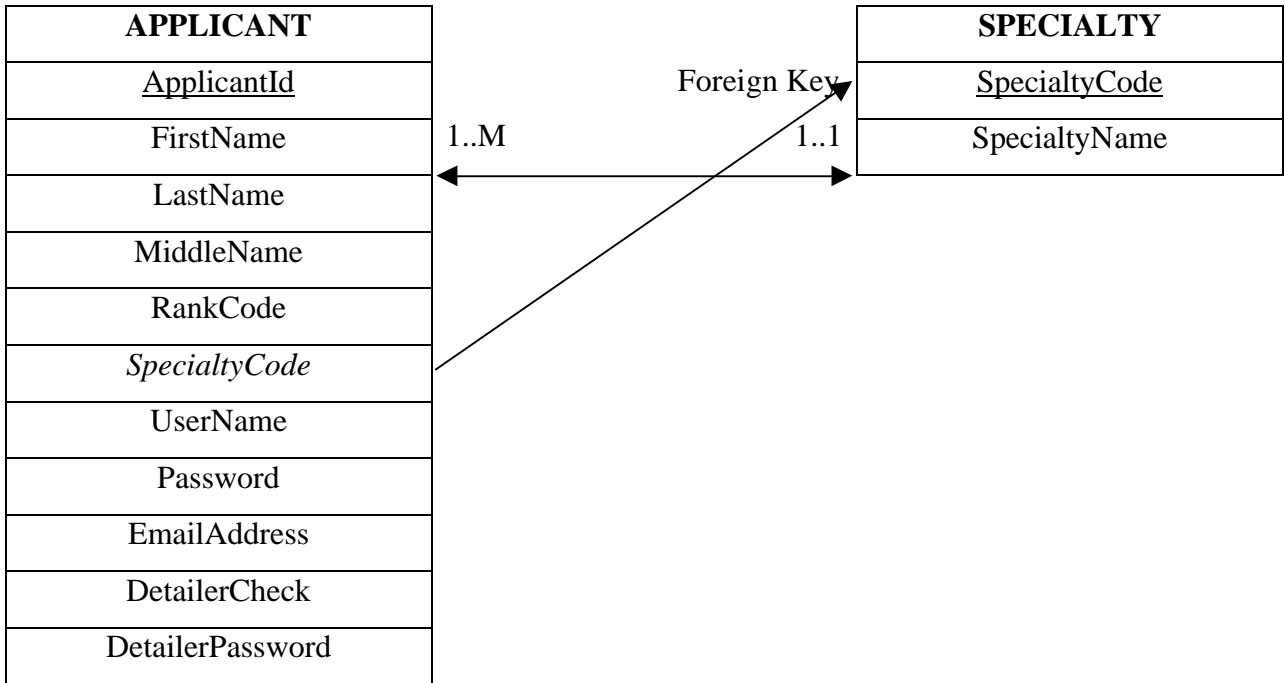 APPLICANT
ApplicantId
FirstName
LastName
MiddleName
RankCode
SpecialtyCode
UserName
Password
EmailAddress
DetailerCheck
DetailerPassword
Foreign Key
1..M
1..1
SPECIALTY
SpecialtyCode
SpecialtyName